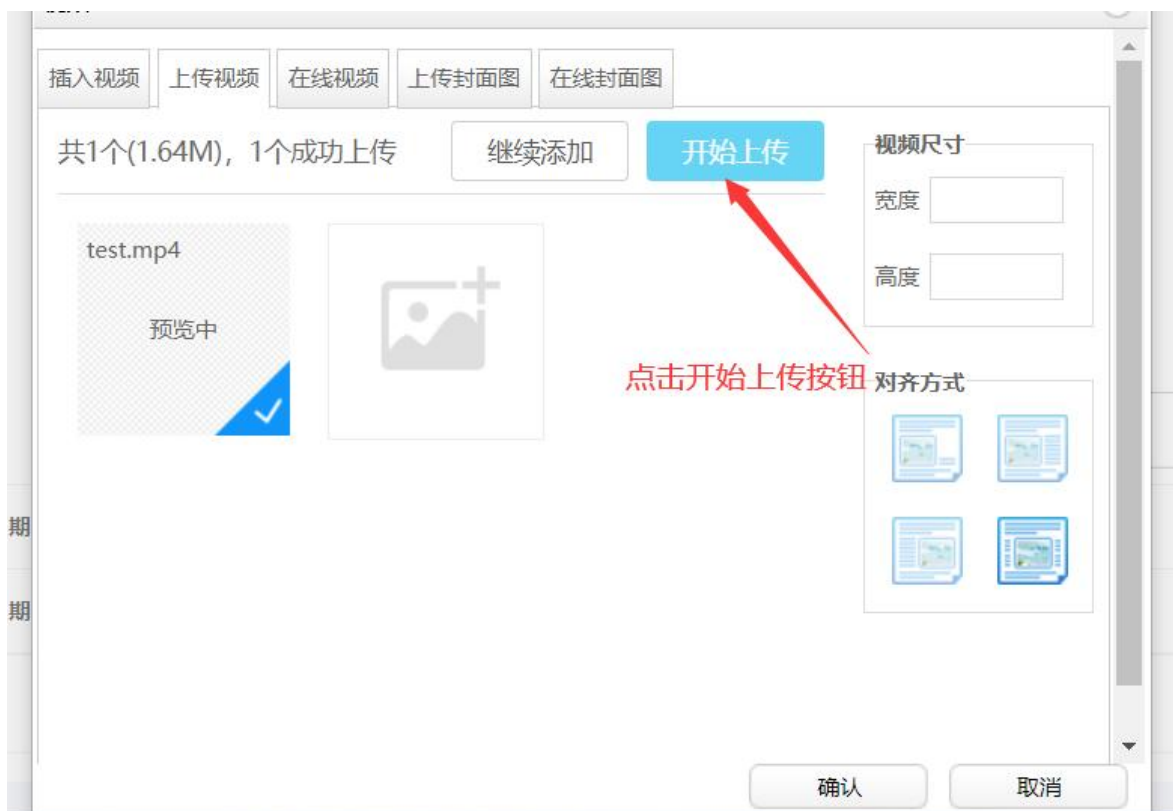 插入视频 上传视频 在线视频 上传封面图 在线封面图
共1个(1.64M)，1个成功上传 继续添加 开始上传
视频尺寸
宽度
test.mp4
高度
预览中
点击开始上传按钮
对齐方式
期
期
确认 取消